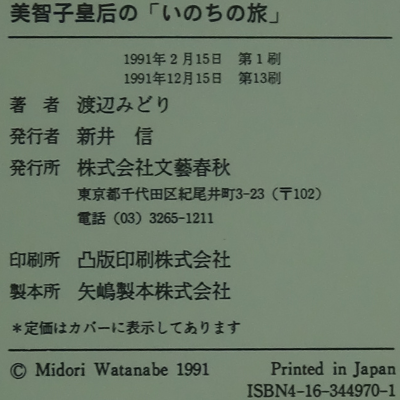 美智子皇后の「いのちの旅」
1991年2月15日　第1刷
1991年12月15日　第13刷
著　者　渡辺みどり
発行者　新井　信
発行所　株式会社文藝春秋
東京都千代田区紀尾井町3-23（〒102）
電話（03）3265-1211
印刷所　凸版印刷株式会社
製本所　矢嶋製本株式会社
＊定価はカバーに表示してあります
© Midori Watanabe 1991　Printed in Japan
ISBN4-16-344970-1